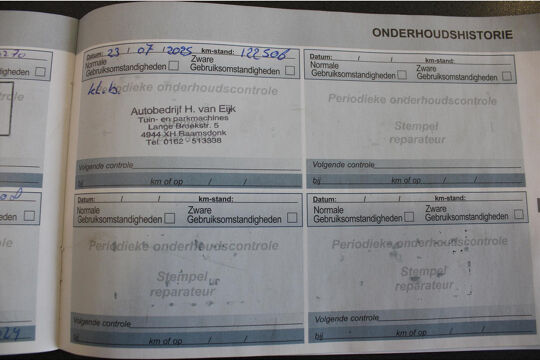 ONDERHOUDSHISTORIE
Datum: 23 / 07 / 2025 km-stand: 122508
Normale Gebruiksomstandigheden
Zware Gebruiksomstandigheden
Periodieke onderhoudscontrole
Autobedrijf H. van Eijk
Tuin- en parkmachines
Lange Broekstr. 5
4944 XH Raamsdonk
Tel. 0162 - 513338
Volgende controle
bij km of op / /
Datum: / / km-stand:
Normale Gebruiksomstandigheden
Zware Gebruiksomstandigheden
Periodieke onderhoudscontrole
Stempel
reparateur
Volgende controle
bij km of op / /
Datum: / / km-stand:
Normale Gebruiksomstandigheden
Zware Gebruiksomstandigheden
Periodieke onderhoudscontrole
Stempel
reparateur
Volgende controle
bij km of op / /
Datum: / / km-stand:
Normale Gebruiksomstandigheden
Zware Gebruiksomstandigheden
Periodieke onderhoudscontrole
Stempel
reparateur
Volgende controle
bij km of op / /